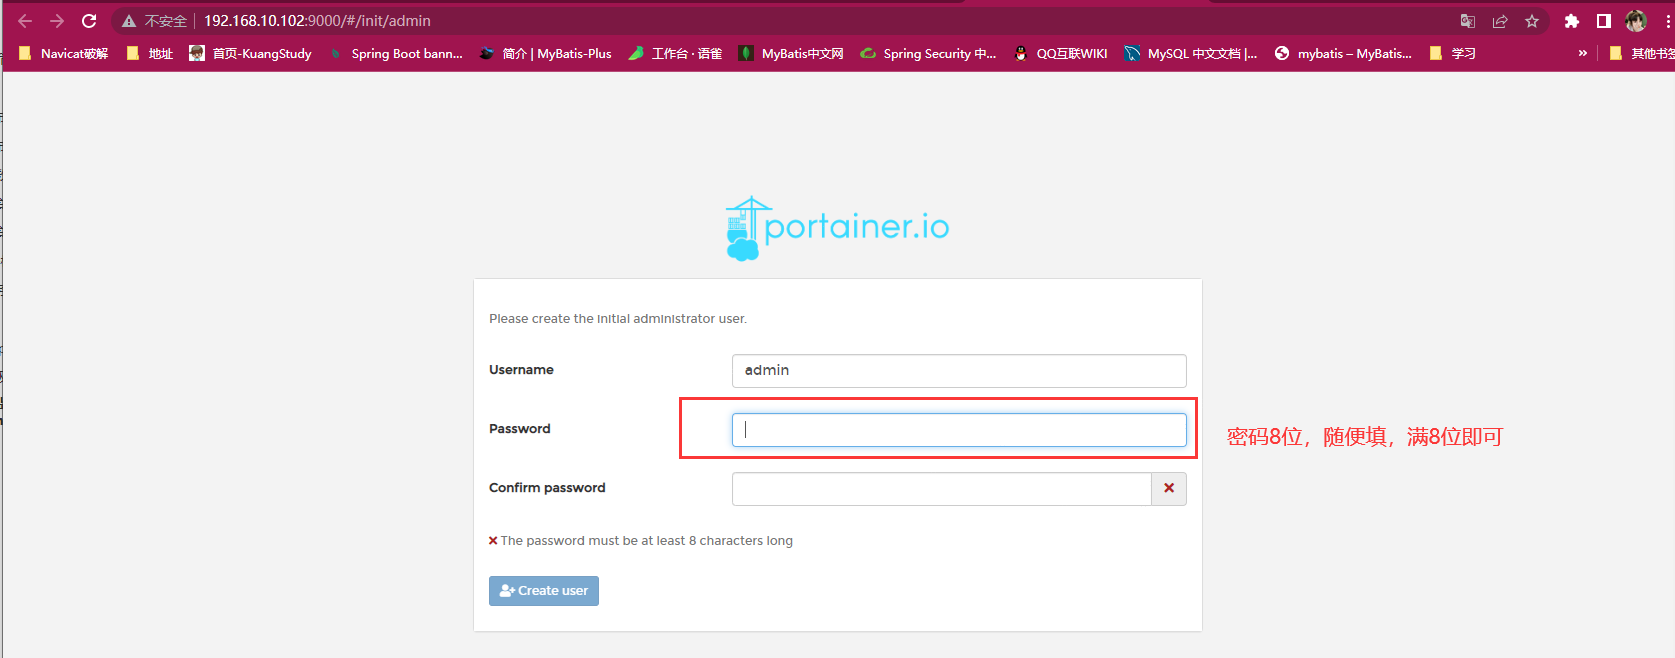 不安全 192.168.10.102:9000/#/init/admin
Navicat破解 地址 首页-KuangStudy Spring Boot bann... 简介 | MyBatis-Plus 工作台 · 语雀 MyBatis中文网 Spring Security 中... QQ互联WIKI MySQL 中文文档 |... mybatis – MyBatis... 学习 » 其他书签
portainer.io
Please create the initial administrator user.
Username admin
Password
密码8位，随便填，满8位即可
Confirm password
The password must be at least 8 characters long
Create user